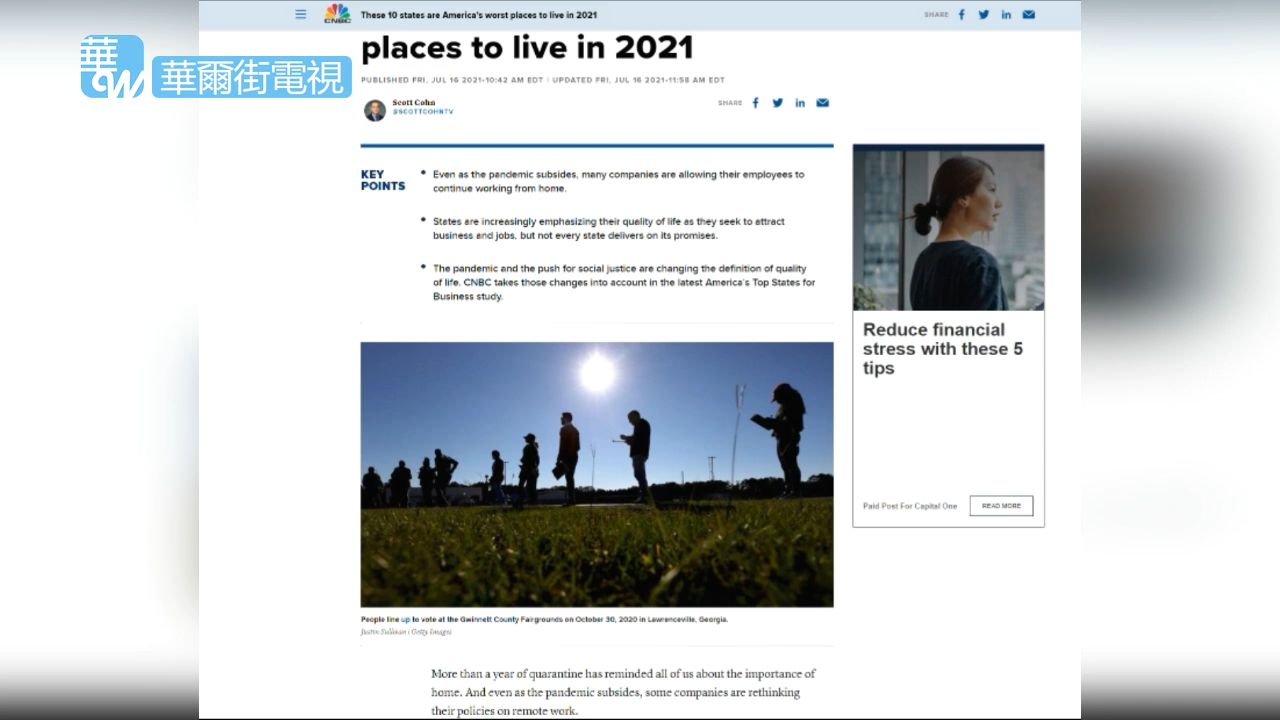 CNBC
These 10 states are America's worst places to live in 2021
SHARE
places to live in 2021
華
CW
華爾街電視
PUBLISHED FRI, JUL 16 2021-10:42 AM EDT | UPDATED FRI, JUL 16 2021-11:58 AM EDT
Scott Cohn
@SCOTTCOHNTV
SHARE
KEY
POINTS
Even as the pandemic subsides, many companies are allowing their employees to
continue working from home.
States are increasingly emphasizing their quality of life as they seek to attract
business and jobs, but not every state delivers on its promises.
The pandemic and the push for social justice are changing the definition of quality
of life. CNBC takes those changes into account in the latest America's Top States for
Business study.
Reduce financial
stress with these 5
tips
Paid Post For Capital One
READ MORE
People line up to vote at the Gwinnett County Fairgrounds on October 30, 2020 in Lawrenceville, Georgia.
Justin Sullivan | Getty Images
More than a year of quarantine has reminded all of us about the importance of
home. And even as the pandemic subsides, some companies are rethinking
their policies on remote work.